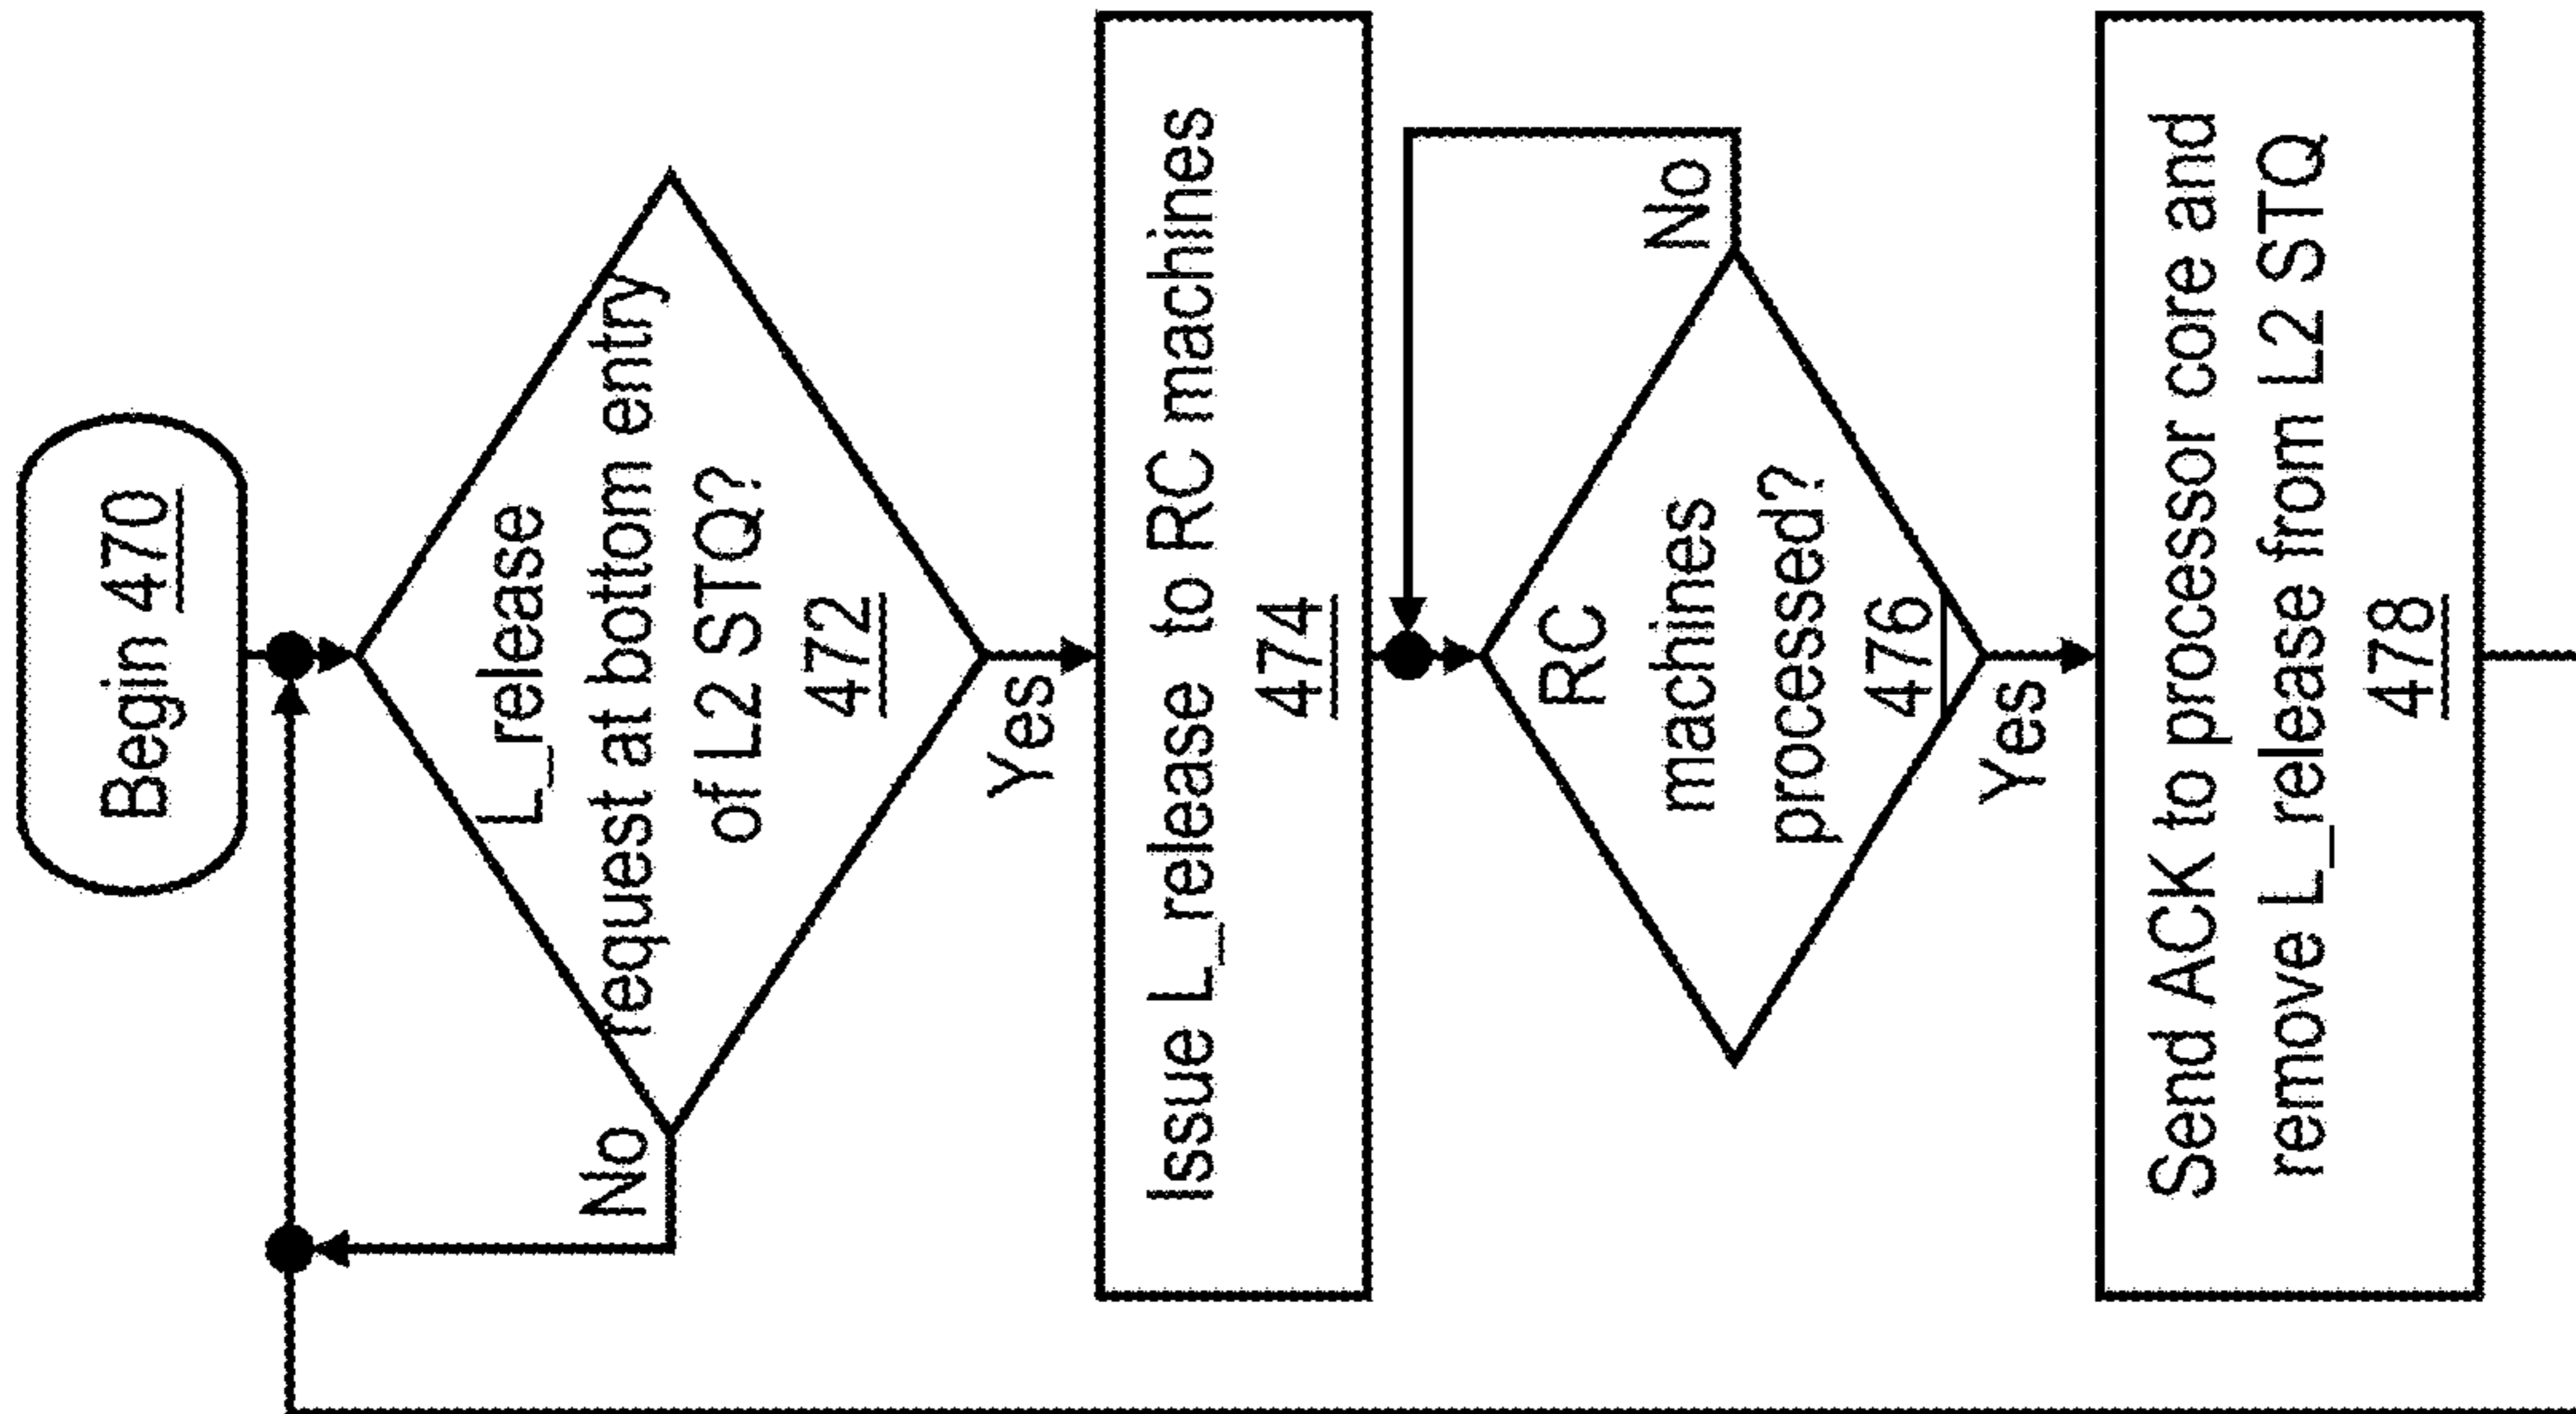 Begin 470
L_release
request at bottom entry
of L2 STQ?
472
No
Yes
Issue L_release to RC machines
474
RC
machines
processed?
476
No
Yes
Send ACK to processor core and
remove L_release from L2 STQ
478